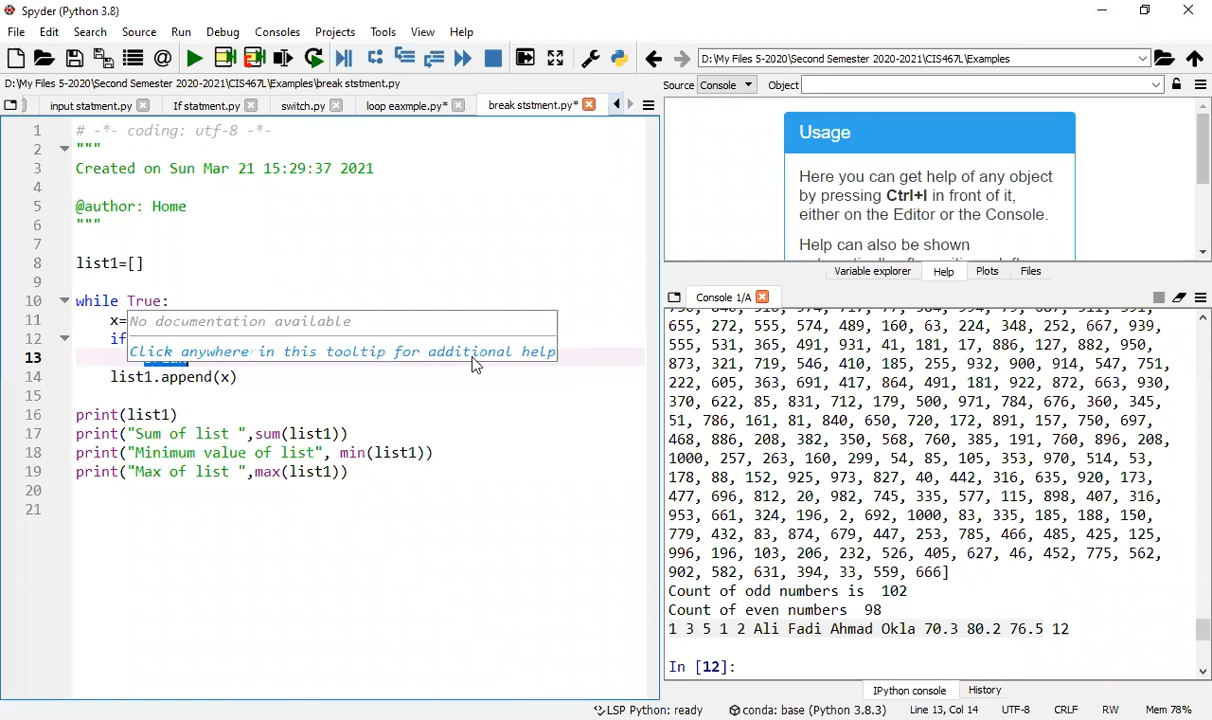 Spyder (Python 3.8)
File Edit Search Source Run Debug Consoles Projects Tools View Help
D:\My Files 5-2020\Second Semester 2020-2021\CIS467L\Examples
D:\My Files 5-2020\Second Semester 2020-2021\CIS467L\Examples\break ststment.py
input statment.py If statment.py switch.py loop eaxmple.py* break ststment.py*
1 # -*- coding: utf-8 -*-
2 """
3 Created on Sun Mar 21 15:29:37 2021
4
5 @author: Home
6 """
7
8 list1=[]
9
10 while True:
11 x=
No documentation available
12 if
Click anywhere in this tooltip for additional help
13
14 list1.append(x)
15
16 print(list1)
17 print("Sum of list ",sum(list1))
18 print("Minimum value of list", min(list1))
19 print("Max of list ",max(list1))
20
21
Source Console Object
Usage
Here you can get help of any object
by pressing Ctrl+I in front of it,
either on the Editor or the Console.
Help can also be shown
Variable explorer Help Plots Files
Console 1/A
655, 272, 555, 574, 489, 160, 63, 224, 348, 252, 667, 939,
555, 531, 365, 491, 931, 41, 181, 17, 886, 127, 882, 950,
873, 321, 719, 546, 410, 185, 255, 932, 900, 914, 547, 751,
222, 605, 363, 691, 417, 864, 491, 181, 922, 872, 663, 930,
370, 622, 85, 831, 712, 179, 500, 971, 784, 676, 360, 345,
51, 786, 161, 81, 840, 650, 720, 172, 891, 157, 750, 697,
468, 886, 208, 382, 350, 568, 760, 385, 191, 760, 896, 208,
1000, 257, 263, 160, 299, 54, 85, 105, 353, 970, 514, 53,
178, 88, 152, 925, 973, 827, 40, 442, 316, 635, 920, 173,
477, 696, 812, 20, 982, 745, 335, 577, 115, 898, 407, 316,
953, 661, 324, 196, 2, 692, 1000, 83, 335, 185, 188, 150,
779, 432, 83, 874, 679, 447, 253, 785, 466, 485, 425, 125,
996, 196, 103, 206, 232, 526, 405, 627, 46, 452, 775, 562,
902, 582, 631, 394, 33, 559, 666]
Count of odd numbers is 102
Count of even numbers 98
1 3 5 1 2 Ali Fadi Ahmad Okla 70.3 80.2 76.5 12
In [12]:
IPython console History
LSP Python: ready conda: base (Python 3.8.3) Line 13, Col 14 UTF-8 CRLF RW Mem 78%